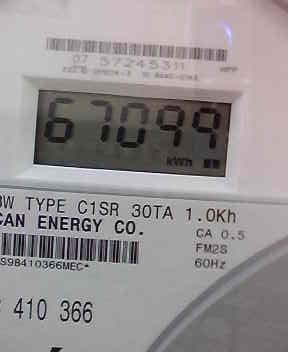 07 57245311
67099
kWh
3W TYPE C1SR 30TA 1.0Kh
CAN ENERGY CO.
CA 0.5
FM2S
S98410366MEC*
60Hz
410 366